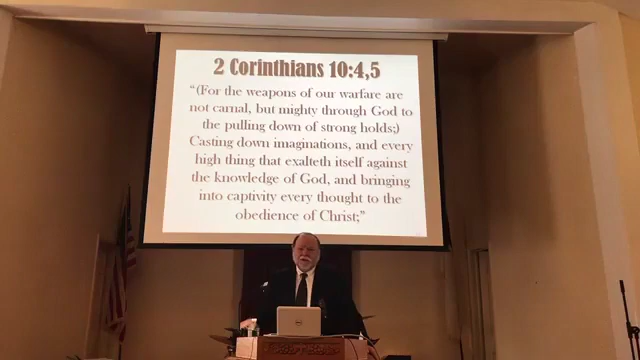 2 Corinthians 10:4,5
“(For the weapons of our warfare are
not carnal, but mighty through God to
the pulling down of strong holds;)
Casting down imaginations, and every
high thing that exalteth itself against
the knowledge of God, and bringing
into captivity every thought to the
obedience of Christ;”